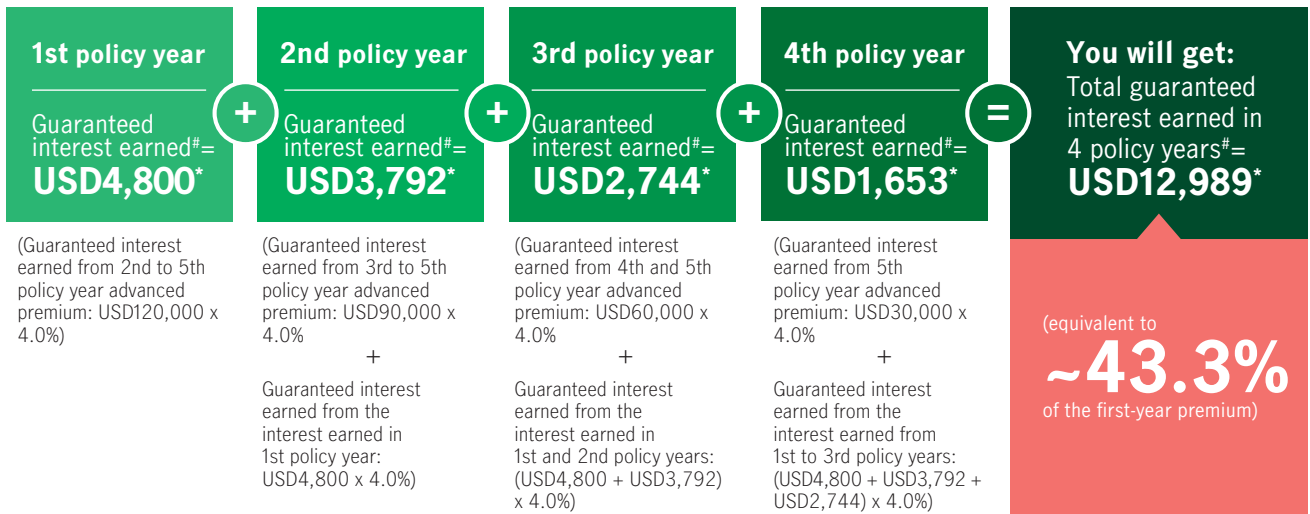 1st policy year
Guaranteed
interest earned#=
USD4,800*
(Guaranteed interest
earned from 2nd to 5th
policy year advanced
premium: USD120,000 x
4.0%)
+
2nd policy year
Guaranteed
interest earned#=
USD3,792*
(Guaranteed interest
earned from 3rd to 5th
policy year advanced
premium: USD90,000 x
4.0%
+
Guaranteed interest
earned from the
interest earned in
1st policy year:
USD4,800 x 4.0%)
+
3rd policy year
Guaranteed
interest earned#=
USD2,744*
(Guaranteed interest
earned from 4th and 5th
policy year advanced
premium: USD60,000 x
4.0%
+
Guaranteed interest
earned from the
interest earned in
1st and 2nd policy years:
(USD4,800 + USD3,792)
x 4.0%)
+
4th policy year
Guaranteed
interest earned#=
USD1,653*
(Guaranteed interest
earned from 5th
policy year advanced
premium: USD30,000 x
4.0%
+
Guaranteed interest
earned from the
interest earned from
1st to 3rd policy years:
(USD4,800 + USD3,792 +
USD2,744) x 4.0%)
=
You will get:
Total guaranteed
interest earned in
4 policy years#=
USD12,989*
(equivalent to
~43.3%
of the first-year premium)